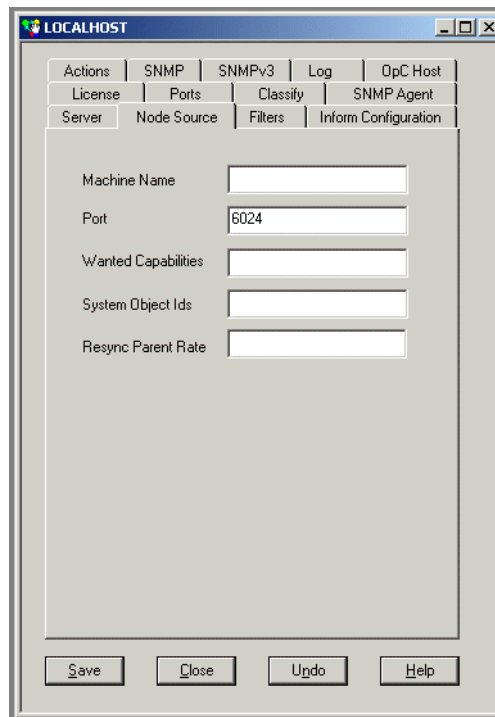 LOCALHOST
Actions SNMP SNMPv3 Log OpC Host
License Ports Classify SNMP Agent
Server Node Source Filters Inform Configuration
Machine Name
Port 6024
Wanted Capabilities
System Object Ids
Resync Parent Rate
Save Close Undo Help